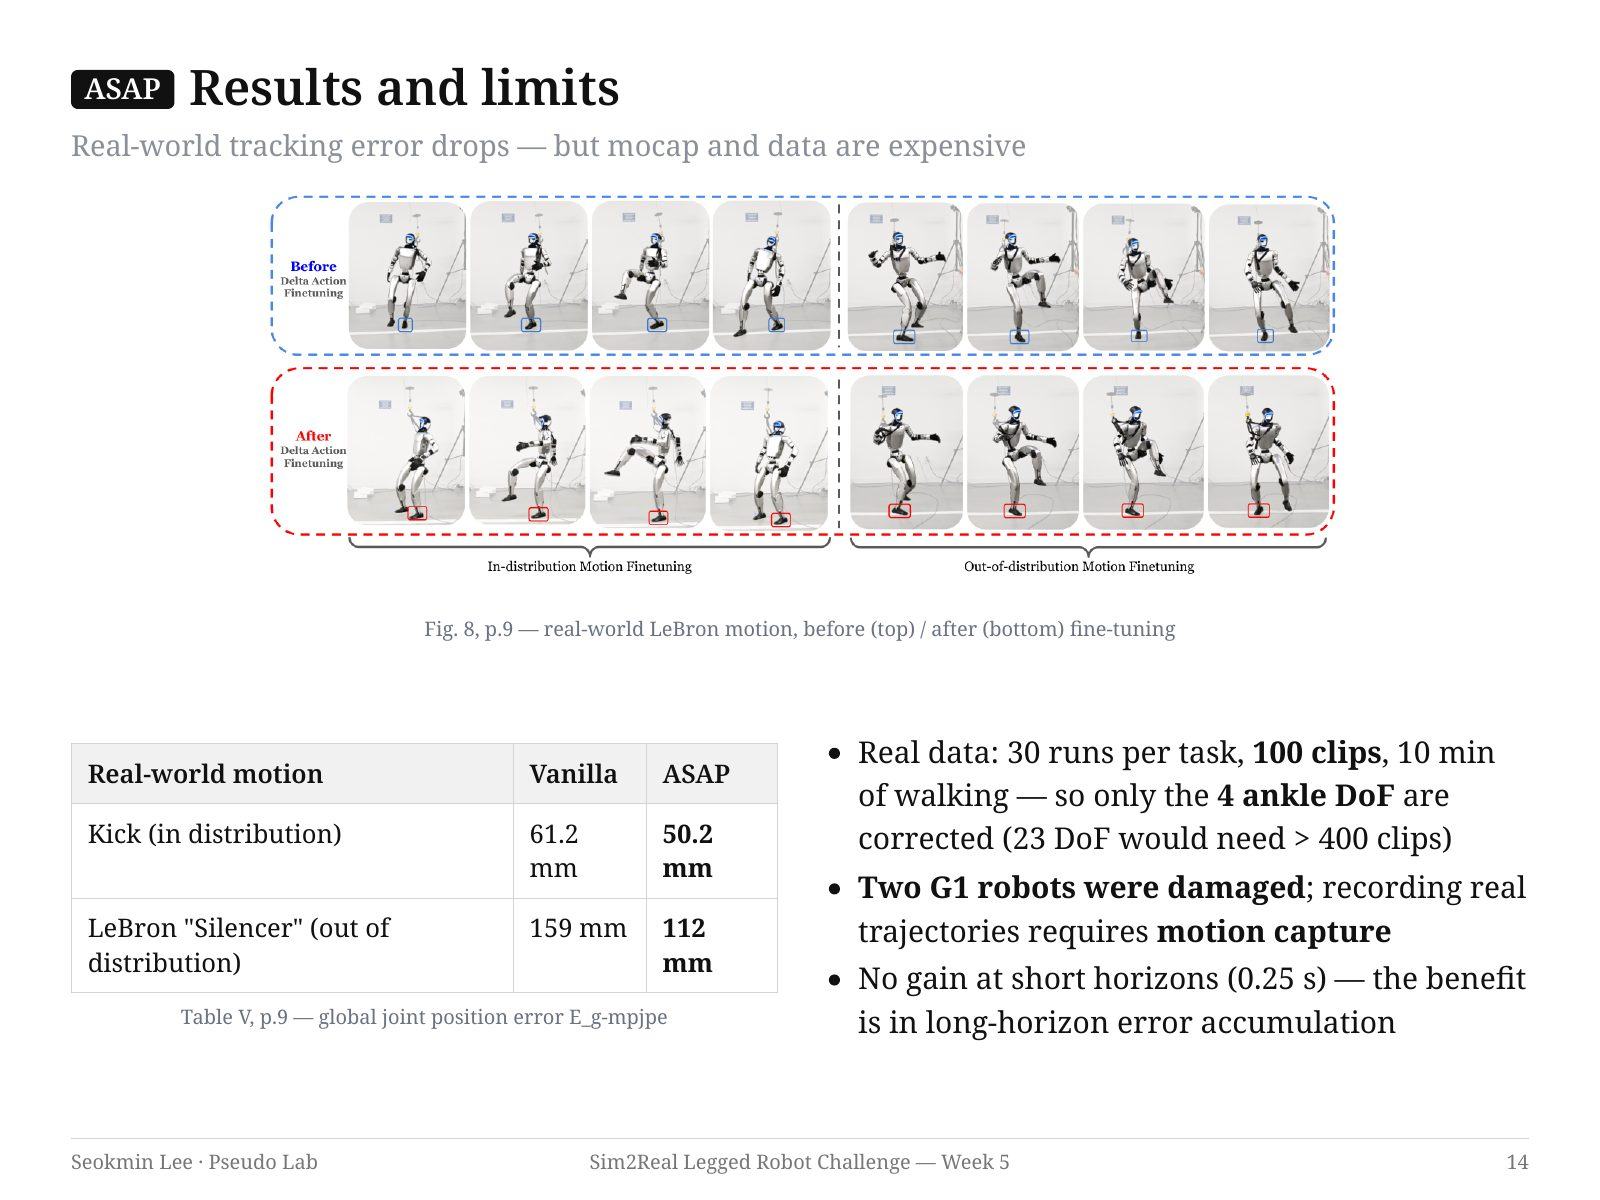 ASAP Results and limits
Real-world tracking error drops — but mocap and data are expensive
Before
Delta Action
Finetuning
After
Delta Action
Finetuning
In-distribution Motion Finetuning
Out-of-distribution Motion Finetuning
Fig. 8, p.9 — real-world LeBron motion, before (top) / after (bottom) fine-tuning
Real-world motion Vanilla ASAP
Kick (in distribution) 61.2 mm 50.2 mm
LeBron "Silencer" (out of distribution) 159 mm 112 mm
Table V, p.9 — global joint position error E_g-mpjpe
• Real data: 30 runs per task, 100 clips, 10 min
of walking — so only the 4 ankle DoF are
corrected (23 DoF would need > 400 clips)
• Two G1 robots were damaged; recording real
trajectories requires motion capture
• No gain at short horizons (0.25 s) — the benefit
is in long-horizon error accumulation
Seokmin Lee · Pseudo Lab
Sim2Real Legged Robot Challenge — Week 5
14